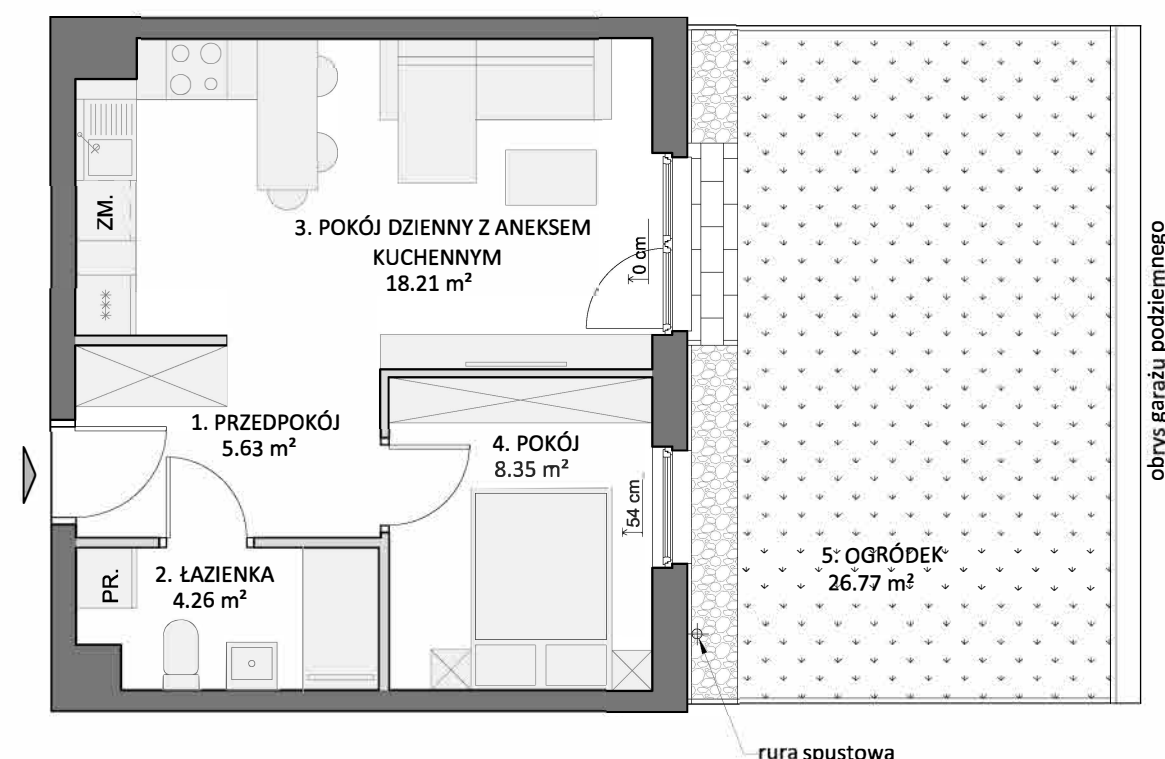 ZM.
3. POKÓJ DZIENNY Z ANEKSEM
KUCHENNYM
18.21 m²
0 cm
1. PRZEDPOKÓJ
5.63 m²
4. POKÓJ
8.35 m²
54 cm
PR.
2. ŁAZIENKA
4.26 m²
5. OGRÓDEK
26.77 m²
obrys garażu podziemnego
rura spustowa